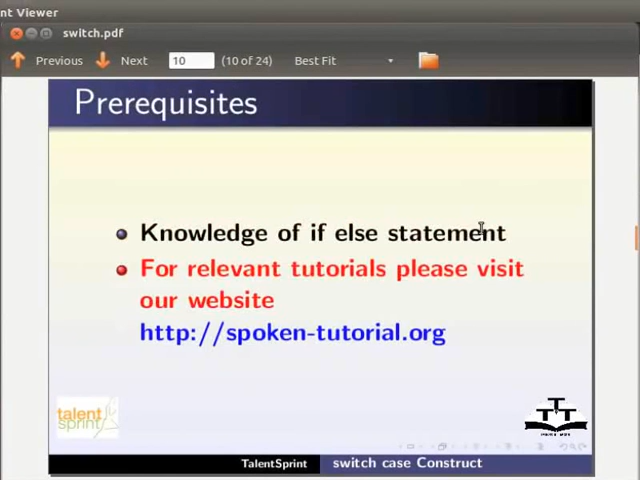 nt Viewer
switch.pdf
Previous Next 10 (10 of 24) Best Fit
Prerequisites
Knowledge of if else statement
For relevant tutorials please visit
our website
http://spoken-tutorial.org
talent
sprint
TalentSprint switch case Construct